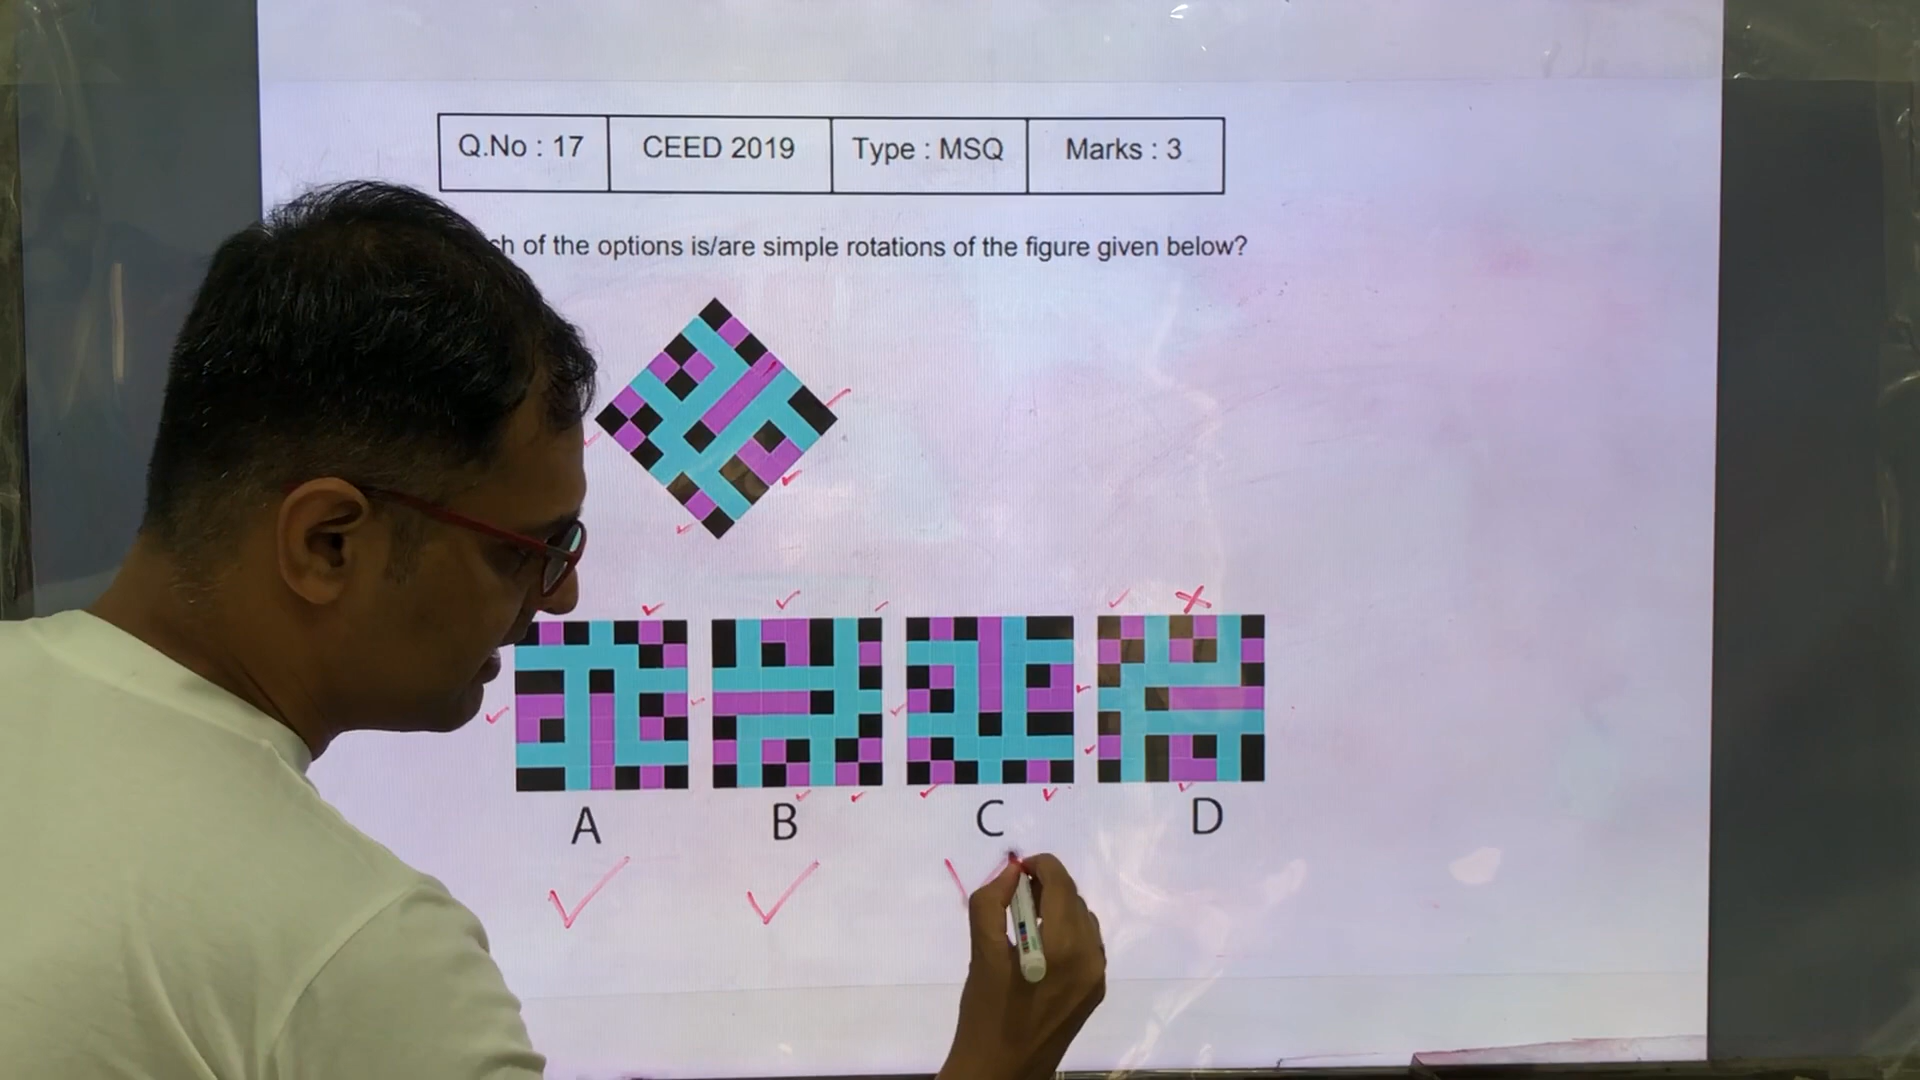 Q.No : 17
CEED 2019
Type : MSQ
Marks : 3
of the options is/are simple rotations of the figure given below?
A
B
C
D